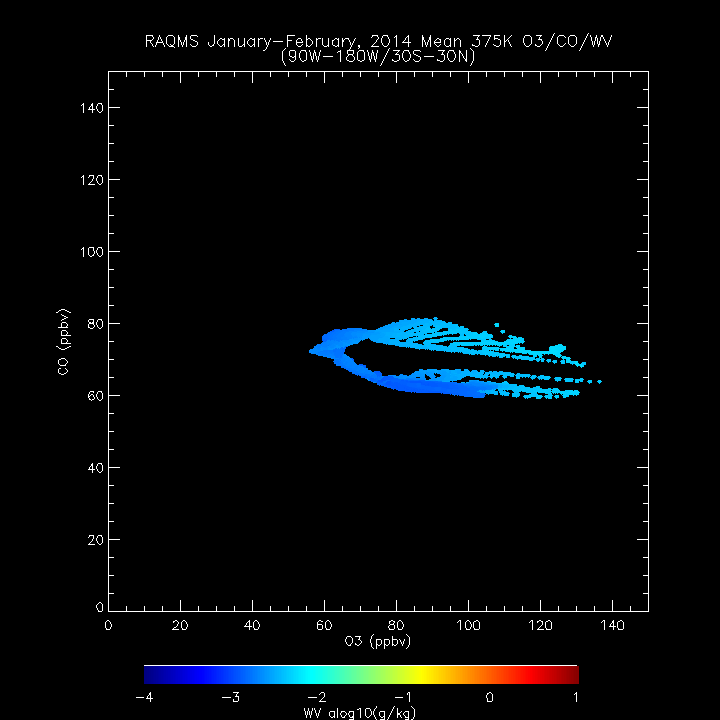 RAQMS January-February, 2014 Mean 375K O3/CO/WV
(90W-180W/30S-30N)
140
120
100
80
60
40
20
0
CO (ppbv)
0 20 40 60 80 100 120 140
O3 (ppbv)
-4 -3 -2 -1 0 1
WV alog10(g/kg)